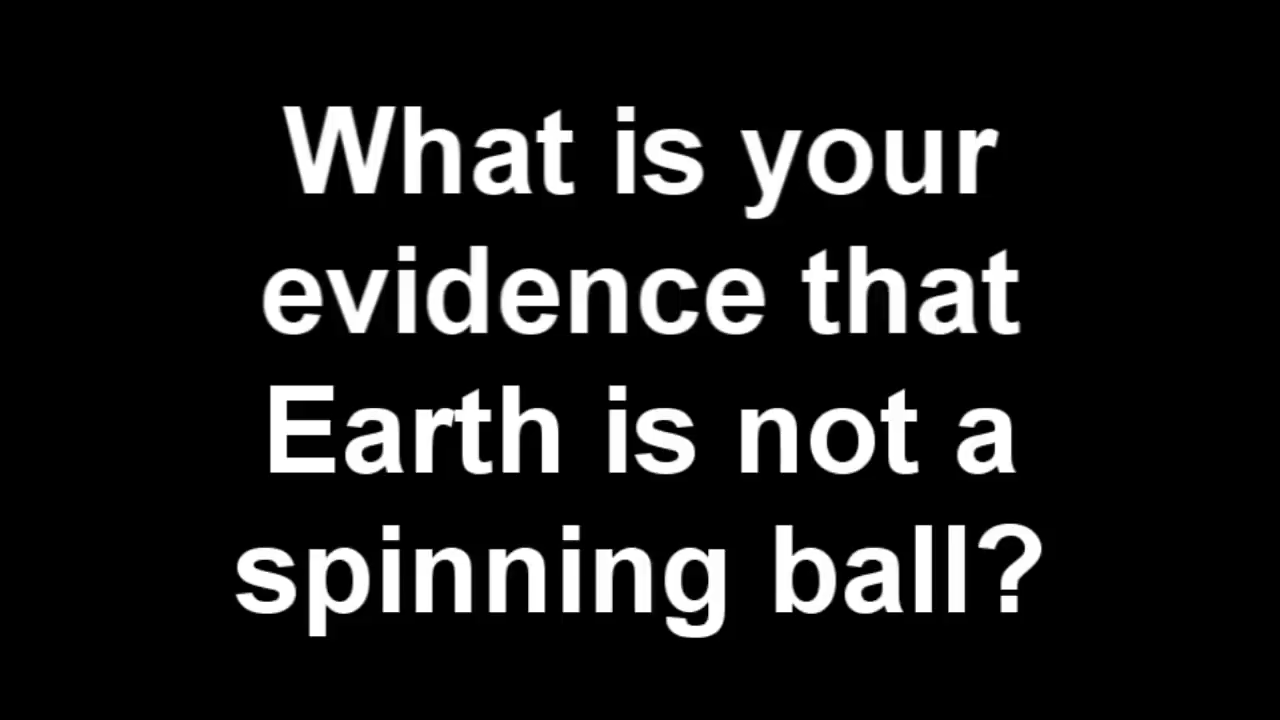 What is your
evidence that
Earth is not a
spinning ball?